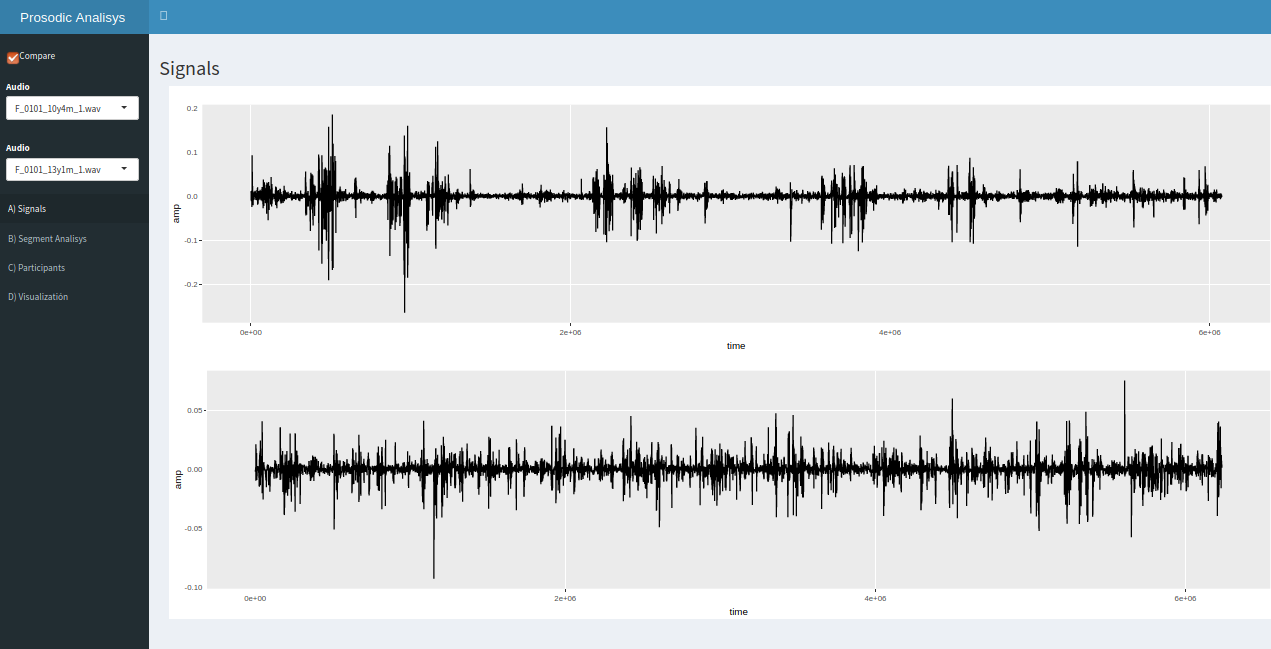 Prosodic Analisys
Compare
Audio
F_0101_10y4m_1.wav
Audio
F_0101_13y1m_1.wav
A) Signals
B) Segment Analisys
C) Participants
D) Visualizatión
Signals
0.2
0.1
0.0
-0.1
-0.2
amp
0e+00 2e+06 4e+06 6e+06
time
0.05
0.00
-0.05
-0.10
amp
0e+00 2e+06 4e+06 6e+06
time